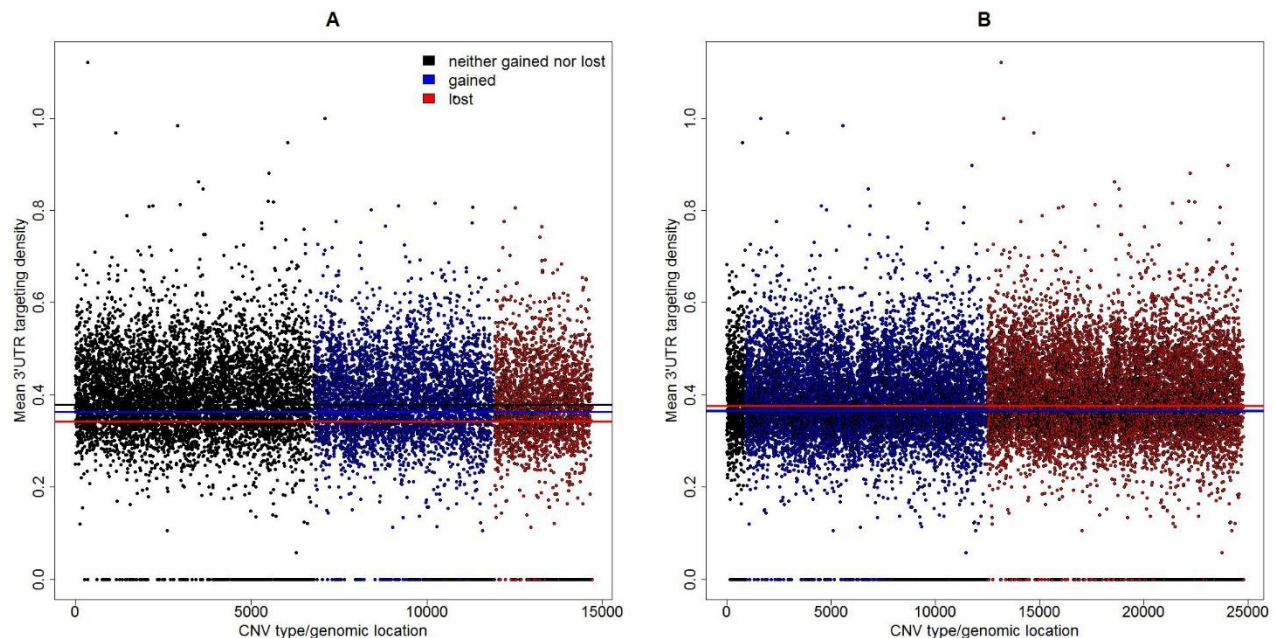 A
Mean 3'UTR targeting density
1.0
0.8
0.6
0.4
0.2
0.0
neither gained nor lost
gained
lost
0
5000
10000
15000
CNV type/genomic location
B
Mean 3'UTR targeting density
1.0
0.8
0.6
0.4
0.2
0.0
0
5000
10000
15000
20000
25000
CNV type/genomic location